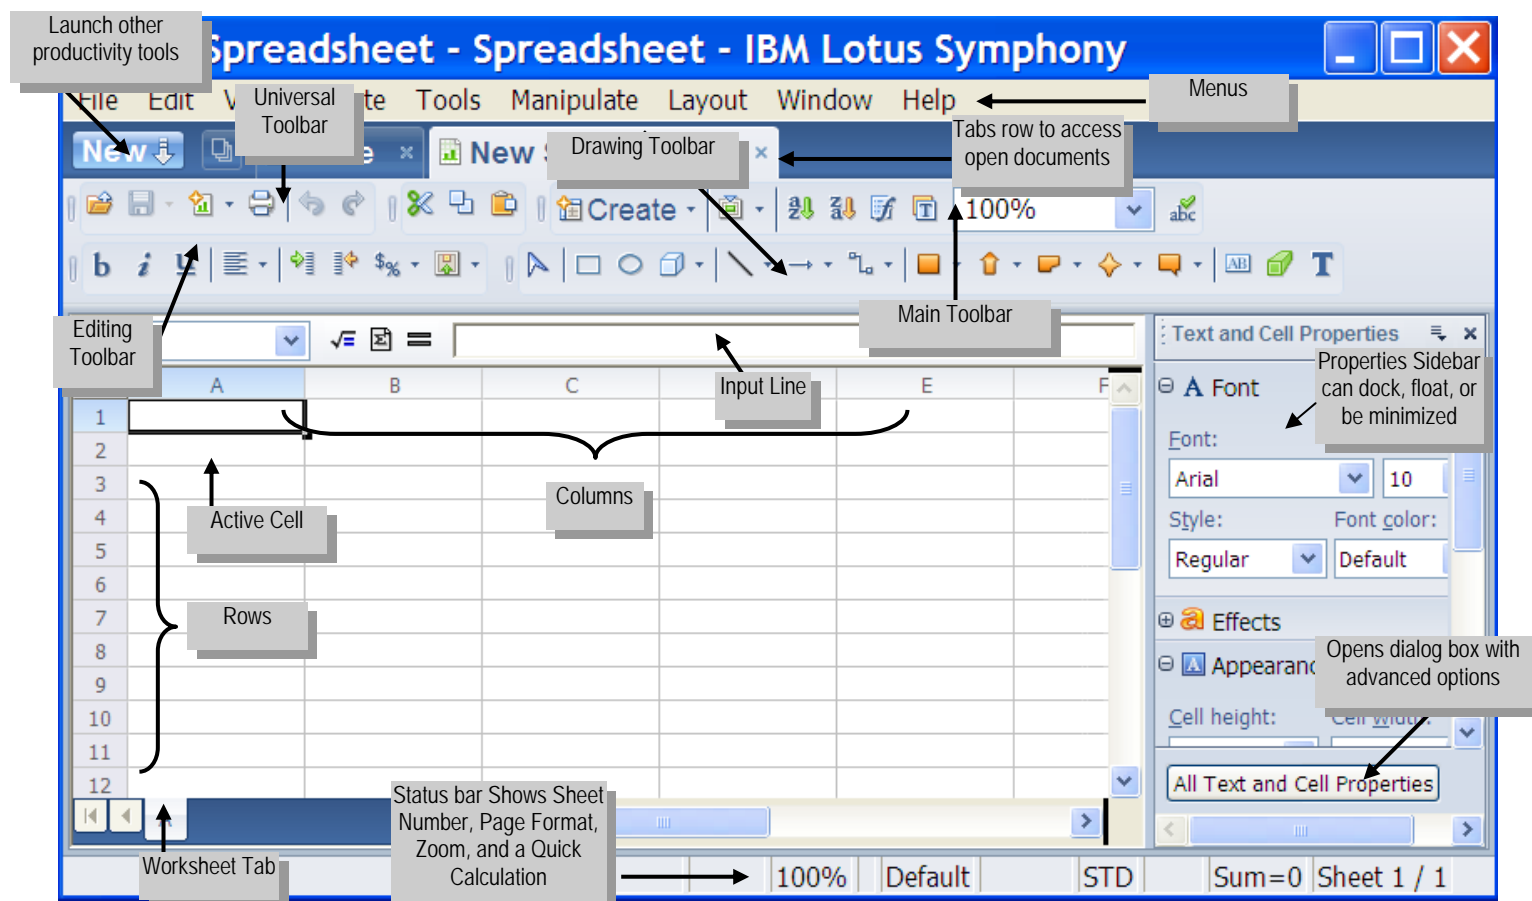 Launch other
productivity tools
Spreadsheet - Spreadsheet - IBM Lotus Symphony
File Edit Tools Manipulate Layout Window Help
Universal
Toolbar
Menus
New
New
Drawing Toolbar
Tabs row to access
open documents
Create
100%
abc
b i U
$%
AB
T
Editing
Toolbar
Main Toolbar
Text and Cell Properties
Properties Sidebar
can dock, float, or
be minimized
Input Line
A B C E F
A Font
1
2
Font:
3
Arial 10
Columns
4
Active Cell
Style: Font color:
5
Regular Default
6
7
Rows
a Effects
8
Opens dialog box with
advanced options
9
10
Cell height: Cell width:
11
12
All Text and Cell Properties
Status bar Shows Sheet
Number, Page Format,
Zoom, and a Quick
Calculation
A
Worksheet Tab
100% Default STD Sum=0 Sheet 1 / 1